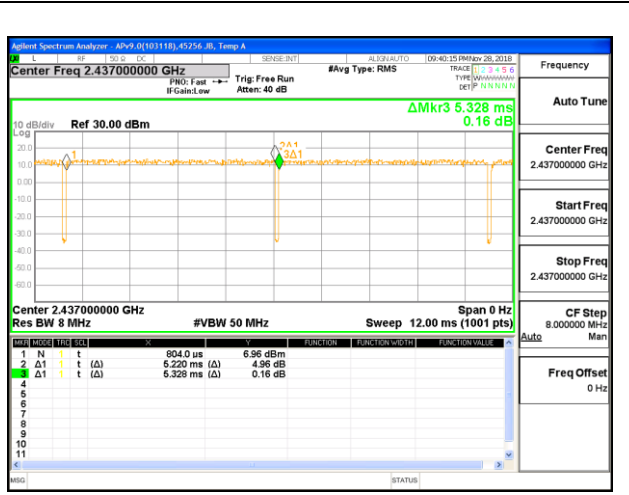 Agilent Spectrum Analyzer - APv9.0(103118),45256 JB, Temp A
L RF 50 Ω DC SENSE:INT ALIGNAUTO 09:40:15 PM Nov 28, 2018
Center Freq 2.437000000 GHz
#Avg Type: RMS
TRACE 1 2 3 4 5 6
TYPE W
DET P N N N N N
PNO: Fast
IFGain:Low
Trig: Free Run
Atten: 40 dB
ΔMkr3 5.328 ms
0.16 dB
10 dB/div Ref 30.00 dBm
Log
20.0
10.0
0.00
-10.0
-20.0
-30.0
-40.0
-50.0
-60.0
1
2Δ1
3Δ1
Center 2.437000000 GHz Span 0 Hz
Res BW 8 MHz #VBW 50 MHz Sweep 12.00 ms (1001 pts)
MKR MODE TRC SCL X Y FUNCTION FUNCTION WIDTH FUNCTION VALUE
1 N 1 t 804.0 µs 6.96 dBm
2 Δ1 1 t (Δ) 5.220 ms (Δ) 4.96 dB
3 Δ1 1 t (Δ) 5.328 ms (Δ) 0.16 dB
4
5
6
7
8
9
10
11
MSG STATUS
Frequency
Auto Tune
Center Freq
2.437000000 GHz
Start Freq
2.437000000 GHz
Stop Freq
2.437000000 GHz
CF Step
8.000000 MHz
Auto Man
Freq Offset
0 Hz